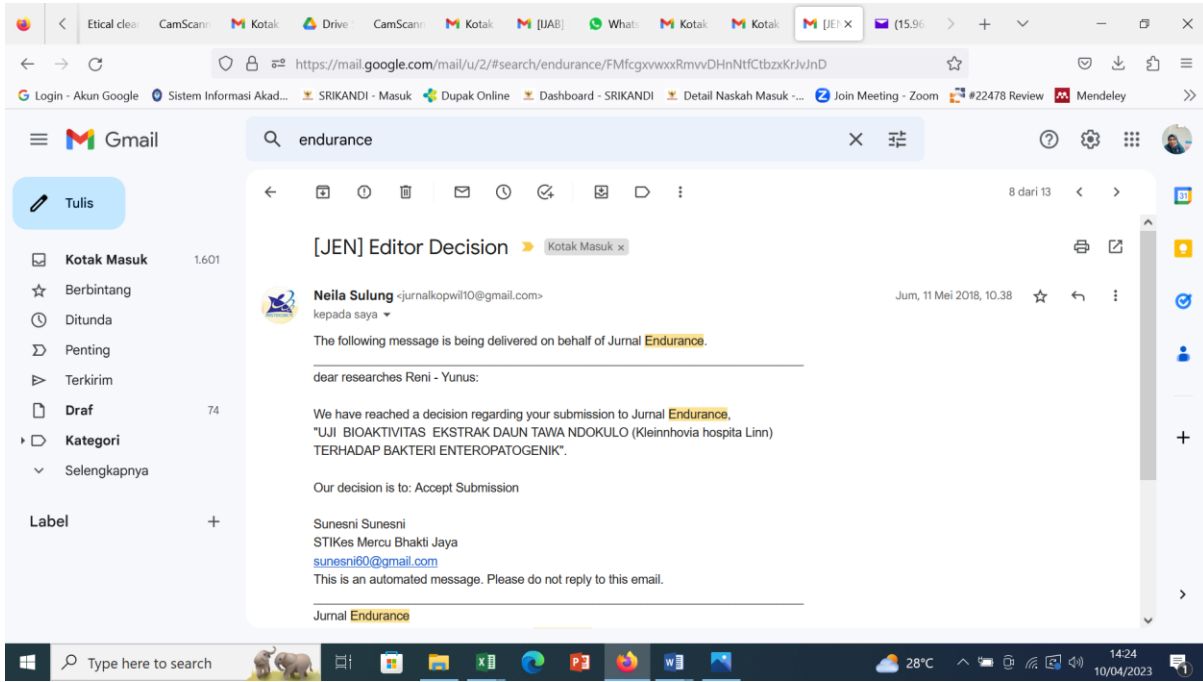 Etical clear CamScann Kotak Drive CamScann Kotak [IJAB] Whats Kotak Kotak [JEN (15.96
https://mail.google.com/mail/u/2/#search/endurance/FMfcgxvwxxRmvvDHnNtfCtbzxKrJvJnD
Login - Akun Google Sistem Informasi Akad... SRIKANDI - Masuk Dupak Online Dashboard - SRIKANDI Detail Naskah Masuk -... Join Meeting - Zoom #22478 Review Mendeley
Gmail
endurance
Tulis
8 dari 13
31
[JEN] Editor Decision Kotak Masuk x
Kotak Masuk 1.601
Berbintang
Ditunda
Penting
Terkirim
Draf 74
Kategori
Selengkapnya
Label
Neila Sulung <jurnalkopwil10@gmail.com> Jum, 11 Mei 2018, 10.38
kepada saya
The following message is being delivered on behalf of Jurnal Endurance.
dear researches Reni - Yunus:
We have reached a decision regarding your submission to Jurnal Endurance,
"UJI BIOAKTIVITAS EKSTRAK DAUN TAWA NDOKULO (Kleinnhovia hospita Linn)
TERHADAP BAKTERI ENTEROPATOGENIK".
Our decision is to: Accept Submission
Sunesni Sunesni
STIKes Mercu Bhakti Jaya
sunesni60@gmail.com
This is an automated message. Please do not reply to this email.
Jurnal Endurance
Type here to search
28°C
14:24
10/04/2023
1